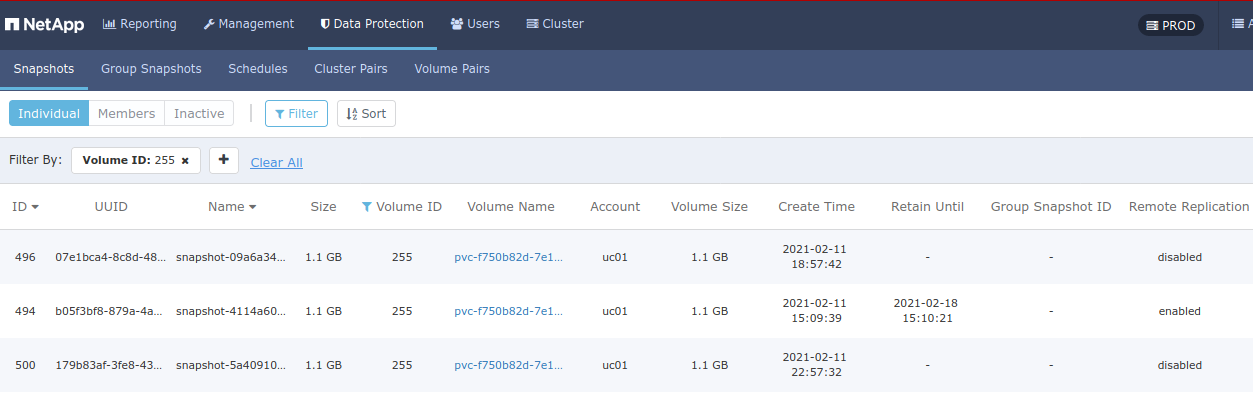 NetApp Reporting Management Data Protection Users Cluster PROD
Snapshots Group Snapshots Schedules Cluster Pairs Volume Pairs
Individual Members Inactive Filter Sort
Filter By: Volume ID: 255 × + Clear All
ID UUID Name Size Volume ID Volume Name Account Volume Size Create Time Retain Until Group Snapshot ID Remote Replication
496 07e1bca4-8c8d-48... snapshot-09a6a34... 1.1 GB 255 pvc-f750b82d-7e1... uc01 1.1 GB 2021-02-11 18:57:42 - - disabled
494 b05f3bf8-879a-4a... snapshot-4114a60... 1.1 GB 255 pvc-f750b82d-7e1... uc01 1.1 GB 2021-02-11 15:09:39 2021-02-18 15:10:21 - enabled
500 179b83af-3fe8-43... snapshot-5a40910... 1.1 GB 255 pvc-f750b82d-7e1... uc01 1.1 GB 2021-02-11 22:57:32 - - disabled